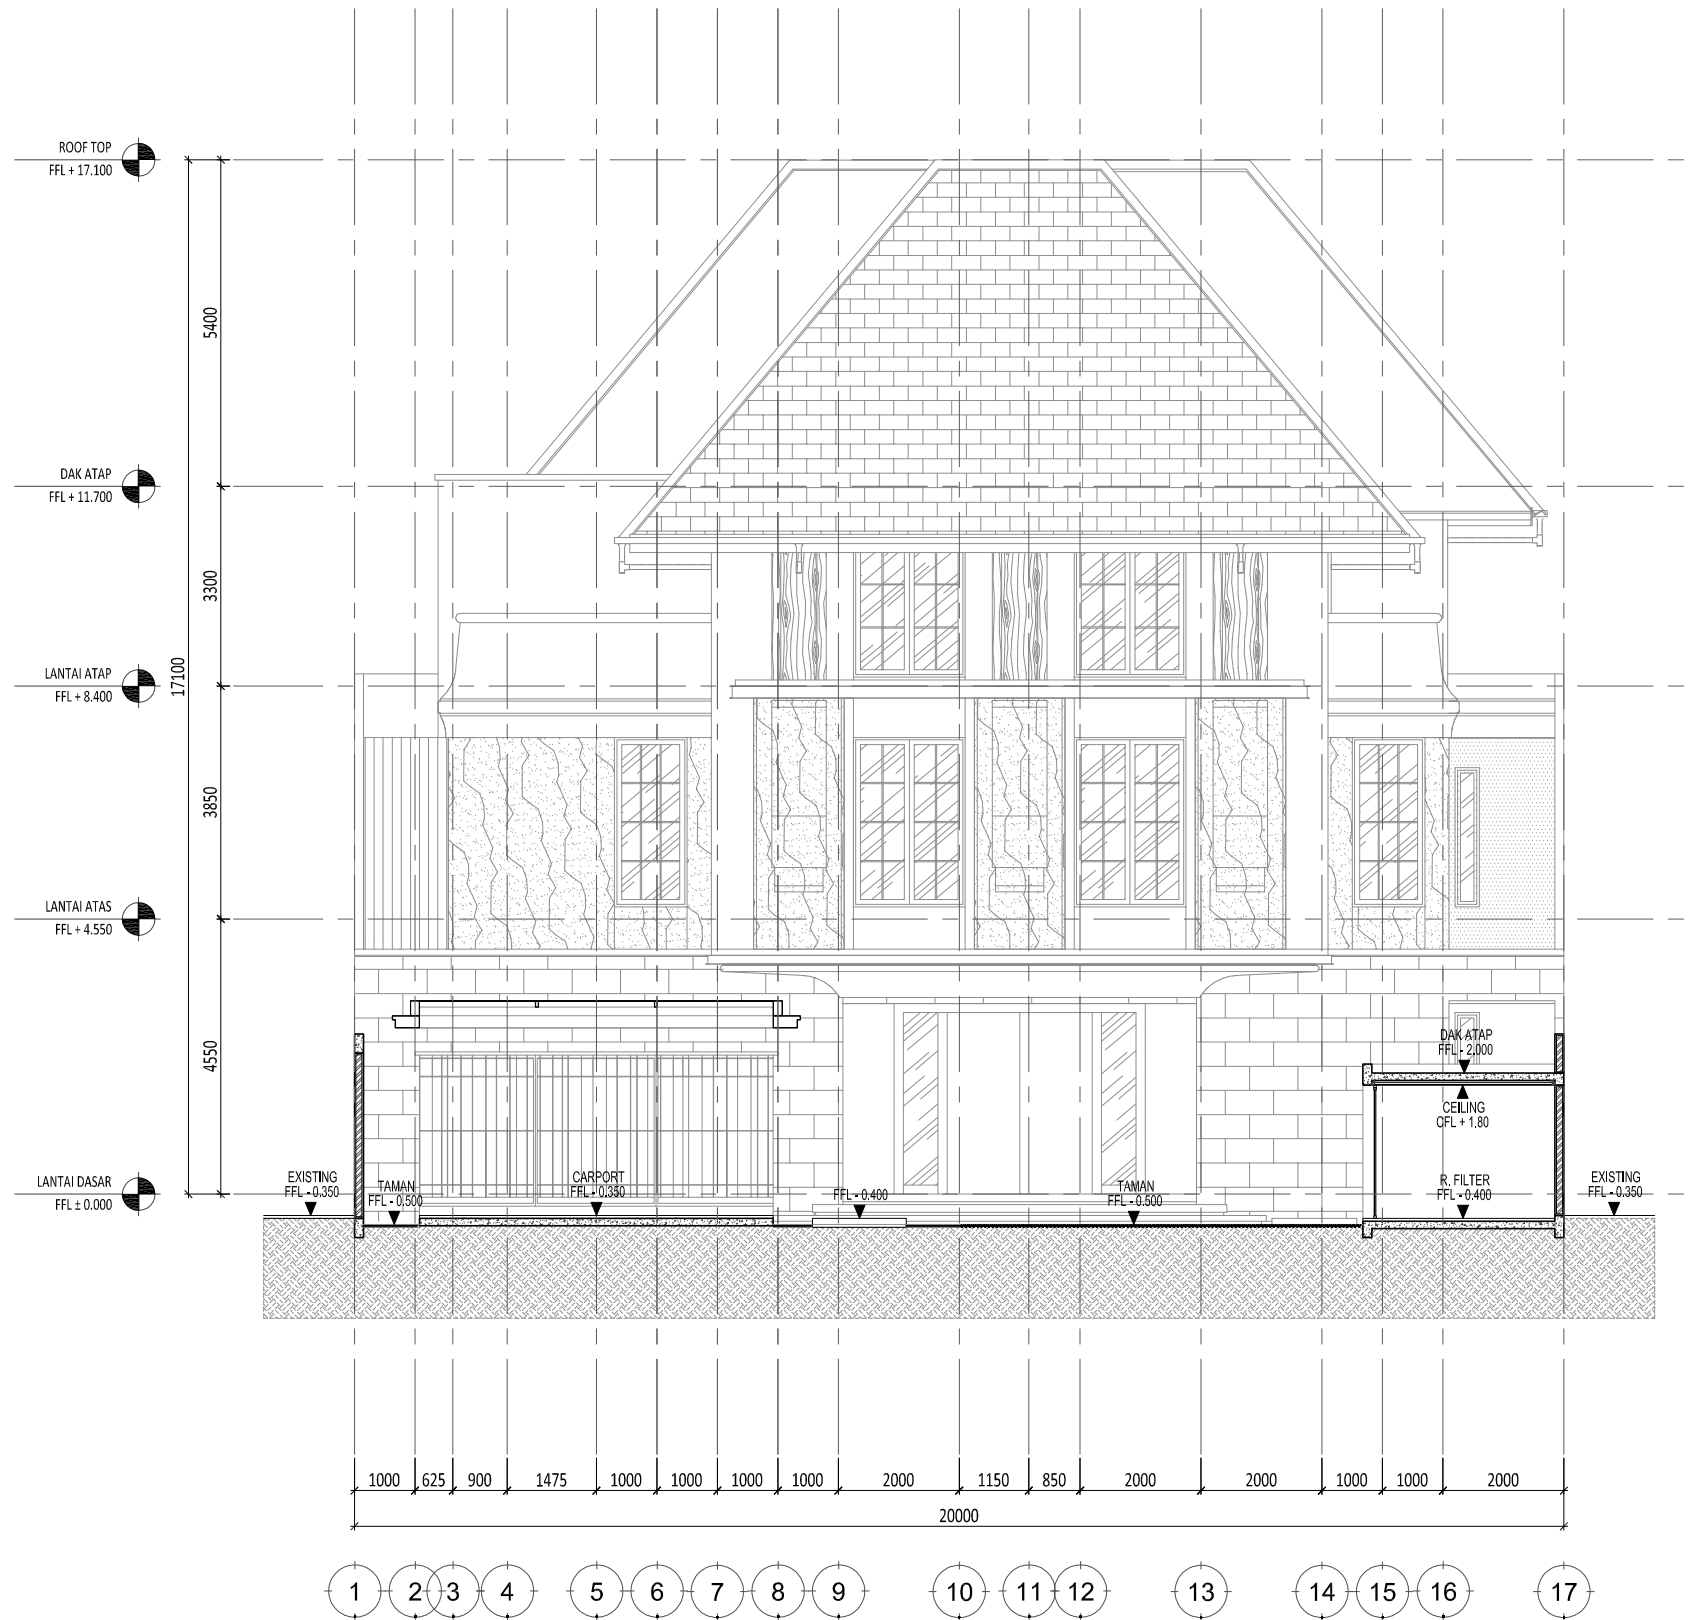 ROOF TOP
FFL + 17.100
5400
DAK ATAP
FFL + 11.700
3300
17100
LANTAI ATAP
FFL + 8.400
3850
LANTAI ATAS
FFL + 4.550
4550
DAK ATAP
FFL - 2.000
CEILING
CFL + 1.80
LANTAI DASAR
FFL ± 0.000
EXISTING
FFL - 0.350
TAMAN
FFL - 0.500
CARPORT
FFL - 0.350
FFL - 0.400
TAMAN
FFL - 0.500
R. FILTER
FFL - 0.400
EXISTING
FFL - 0.350
1000 625 900 1475 1000 1000 1000 1000 2000 1150 850 2000 2000 1000 1000 2000
20000
1 2 3 4 5 6 7 8 9 10 11 12 13 14 15 16 17